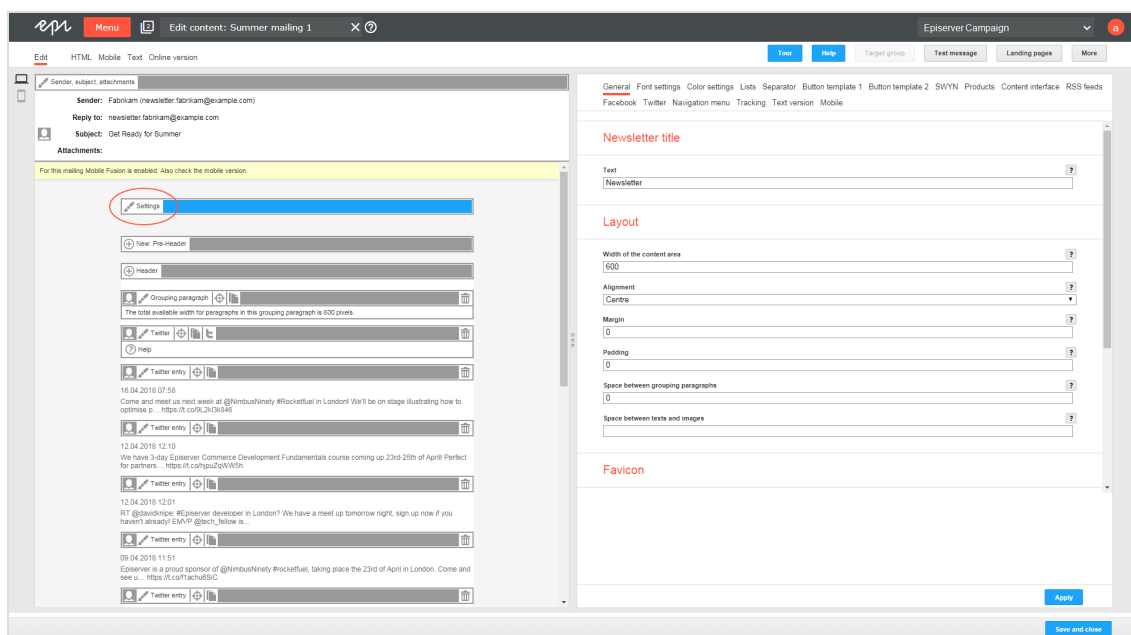 epi Menu 2 Edit content: Summer mailing 1 Episerver Campaign a
Edit HTML Mobile Text Online version Tour Help Target group Test message Landing pages More
Sender, subject, attachments
Sender: Fabrikam (newsletter.fabrikam@example.com)
Reply to: newsletter.fabrikam@example.com
Subject: Get Ready for Summer
Attachments:
For this mailing Mobile Fusion is enabled. Also check the mobile version.
Settings
New: Pre-Header
Header
Grouping paragraph
The total available width for paragraphs in this grouping paragraph is 600 pixels.
Twitter
Help
Twitter entry
16.04.2018 07:58
Come and meet us next week at @NimbusNinety #Rocketfuel in London! We'll be on stage illustrating how to
optimise p... https://t.co/9L2kl3k846
Twitter entry
12.04.2018 12:10
We have 3-day Episerver Commerce Development Fundamentals course coming up 23rd-25th of April! Perfect
for partners... https://t.co/hjpuZqWW5h
Twitter entry
12.04.2018 12:01
RT @davidknipe: #Episerver developer in London? We have a meet up tomorrow night, sign up now if you
haven't already! EMVP @tech_fellow is...
Twitter entry
09.04.2018 11:51
Episerver is a proud sponsor of @NimbusNinety #rocketfuel, taking place the 23rd of April in London. Come and
see u... https://t.co/f1achu6SiC
Twitter entry
General Font settings Color settings Lists Separator Button template 1 Button template 2 SWYN Products Content interface RSS feeds
Facebook Twitter Navigation menu Tracking Text version Mobile
Newsletter title
Text ?
Newsletter
Layout
Width of the content area ?
600
Alignment ?
Centre
Margin ?
0
Padding ?
0
Space between grouping paragraphs ?
0
Space between texts and images ?
Favicon
Apply
Save and close